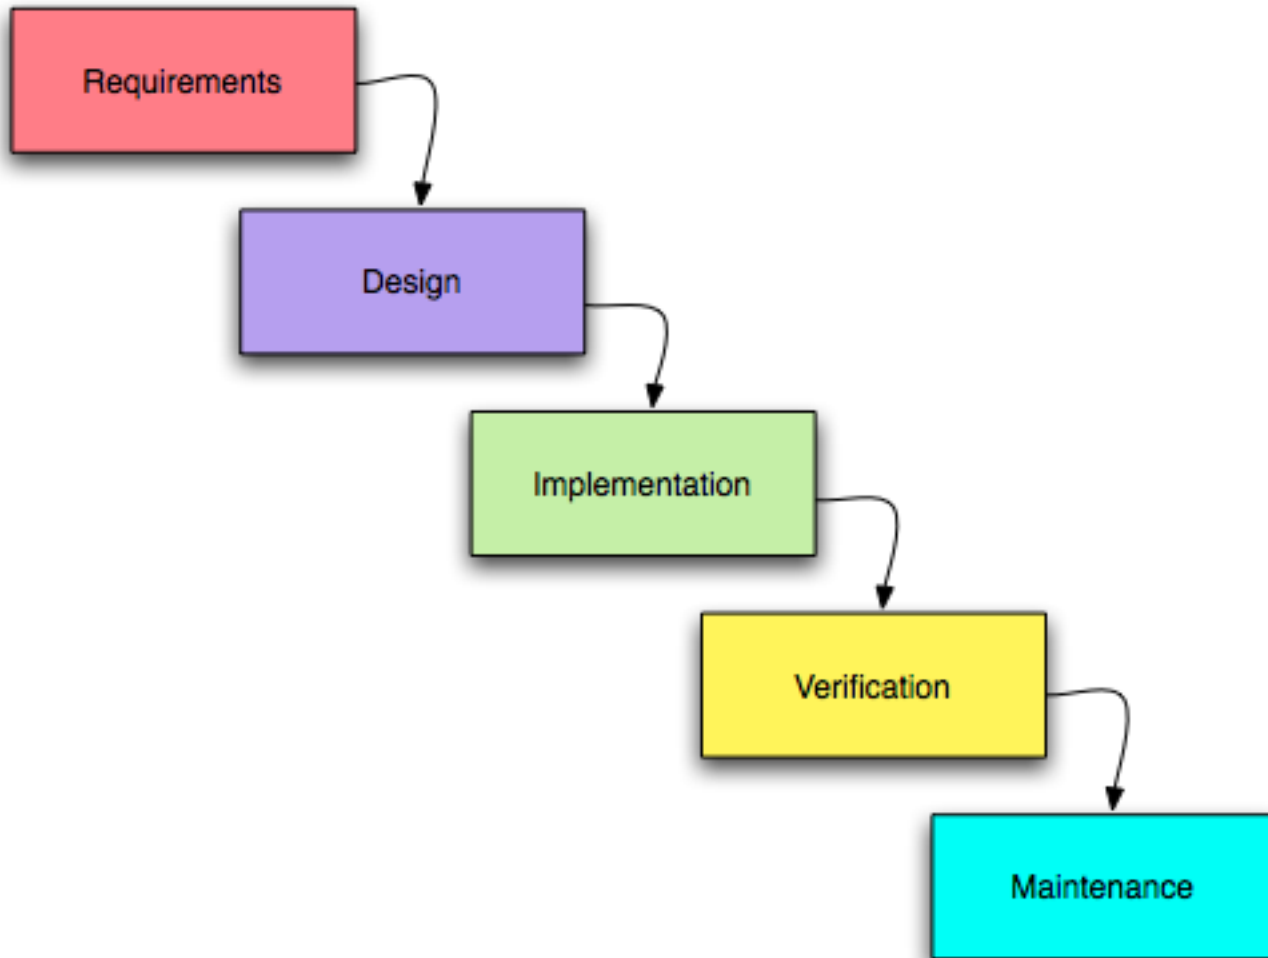 Requirements
Design
Implementation
Verification
Maintenance